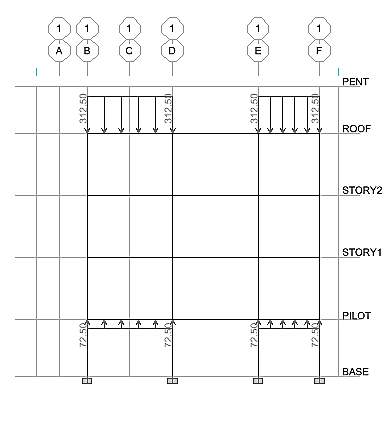 1 1 1 1 1 1
A B C D E F
PENT
312.50 312.50 312.50 312.50
ROOF
STORY2
STORY1
PILOT
72.50 72.50 72.50 72.50
BASE